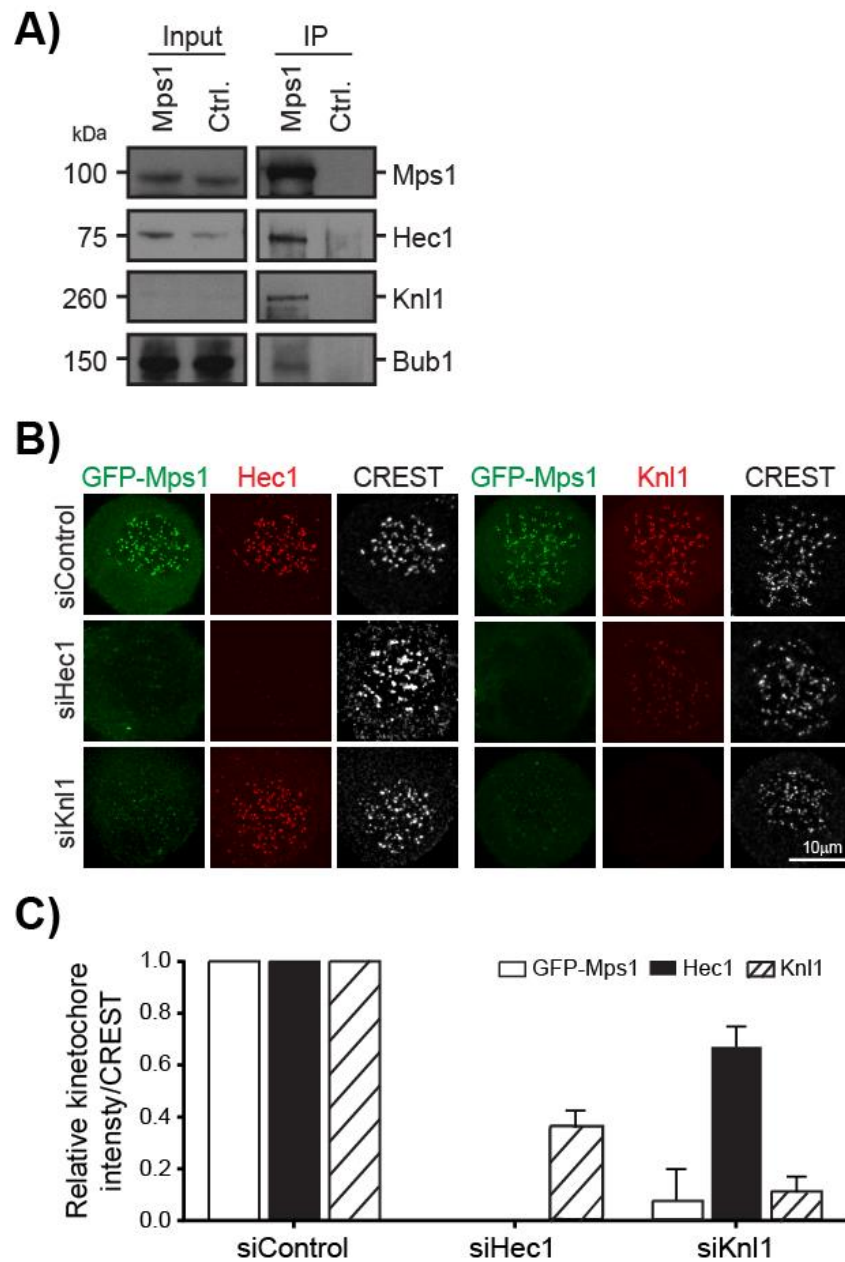 A)
Input IP
Mps1 Ctrl. Mps1 Ctrl.
kDa
100 Mps1
75 Hec1
260 Knl1
150 Bub1
B)
GFP-Mps1 Hec1 CREST GFP-Mps1 Knl1 CREST
siControl
siHec1
siKnl1
10μm
C)
Relative kinetochore
intensty/CREST
1.0
0.8
0.6
0.4
0.2
0.0
GFP-Mps1 Hec1 Knl1
siControl siHec1 siKnl1